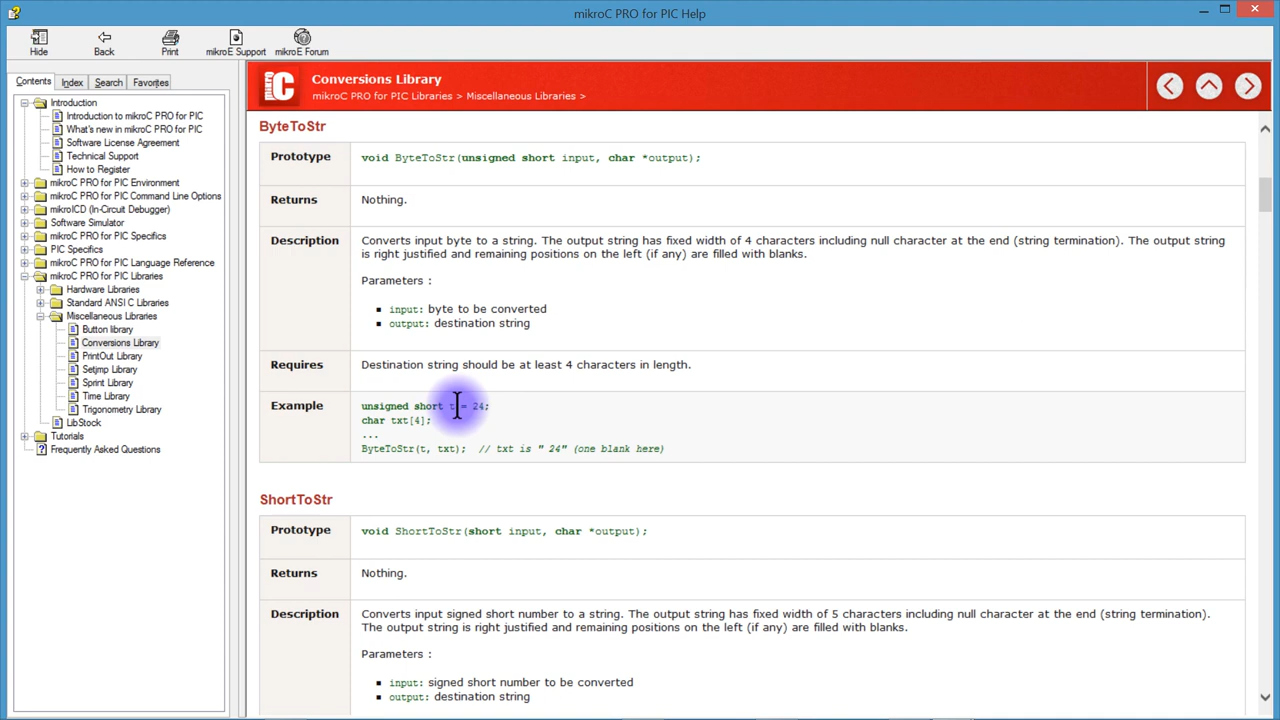 mikroC PRO for PIC Help
Hide
Back
Print
mikroE Support
mikroE Forum
Contents
Index
Search
Favorites
Introduction
Introduction to mikroC PRO for PIC
What's new in mikroC PRO for PIC
Software License Agreement
Technical Support
How to Register
mikroC PRO for PIC Environment
mikroC PRO for PIC Command Line Options
mikroICD (In-Circuit Debugger)
Software Simulator
mikroC PRO for PIC Specifics
PIC Specifics
mikroC PRO for PIC Language Reference
mikroC PRO for PIC Libraries
Hardware Libraries
Standard ANSI C Libraries
Miscellaneous Libraries
Button library
Conversions Library
PrintOut Library
Setjmp Library
Sprint Library
Time Library
Trigonometry Library
LibStock
Tutorials
Frequently Asked Questions
Conversions Library
mikroC PRO for PIC Libraries > Miscellaneous Libraries >
ByteToStr
Prototype
void ByteToStr(unsigned short input, char *output);
Returns
Nothing.
Description
Converts input byte to a string. The output string has fixed width of 4 characters including null character at the end (string termination). The output string
is right justified and remaining positions on the left (if any) are filled with blanks.
Parameters :
input: byte to be converted
output: destination string
Requires
Destination string should be at least 4 characters in length.
Example
unsigned short t = 24;
char txt[4];
...
ByteToStr(t, txt); // txt is " 24" (one blank here)
ShortToStr
Prototype
void ShortToStr(short input, char *output);
Returns
Nothing.
Description
Converts input signed short number to a string. The output string has fixed width of 5 characters including null character at the end (string termination).
The output string is right justified and remaining positions on the left (if any) are filled with blanks.
Parameters :
input: signed short number to be converted
output: destination string